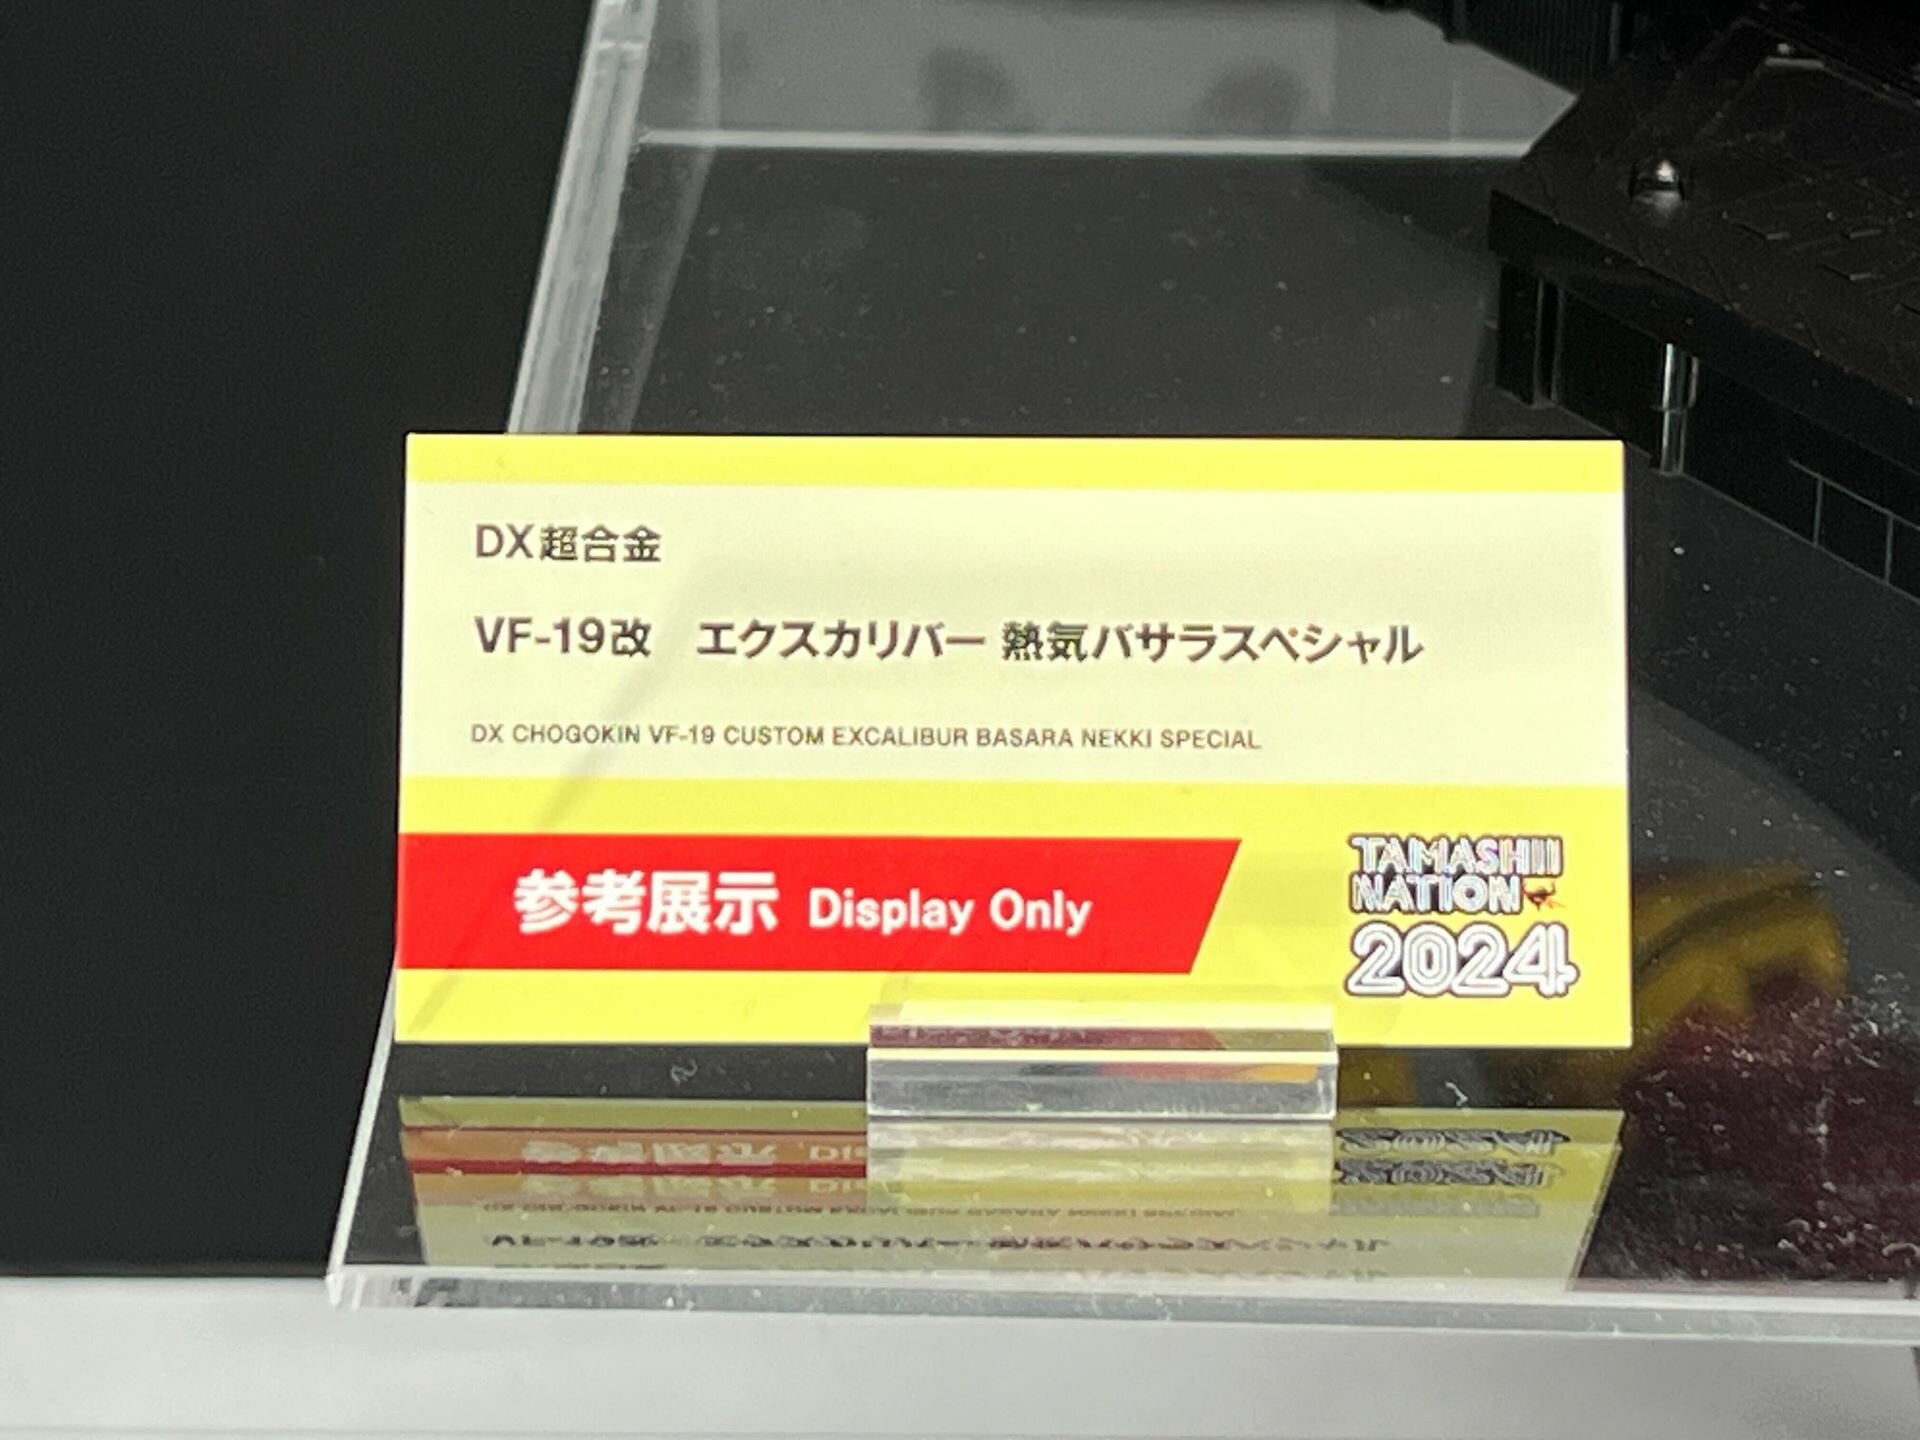 DX超合金
VF-19改　エクスカリバー 熱気バサラスペシャル
DX CHOGOKIN VF-19 CUSTOM EXCALIBUR BASARA NEKKI SPECIAL
参考展示 Display Only
TAMASHII
NATION
2024